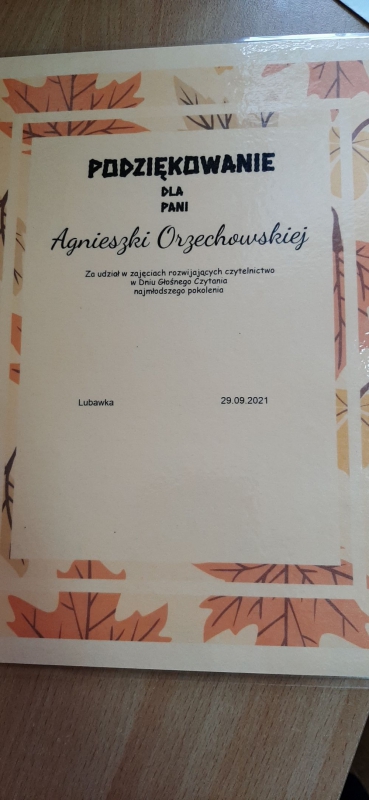 PODZIĘKOWANIE
DLA
PANI
Agnieszki Orzechowskiej
Za udział w zajęciach rozwijających czytelnictwo
w Dniu Głośnego Czytania
najmłodszego pokolenia
Lubawka 29.09.2021